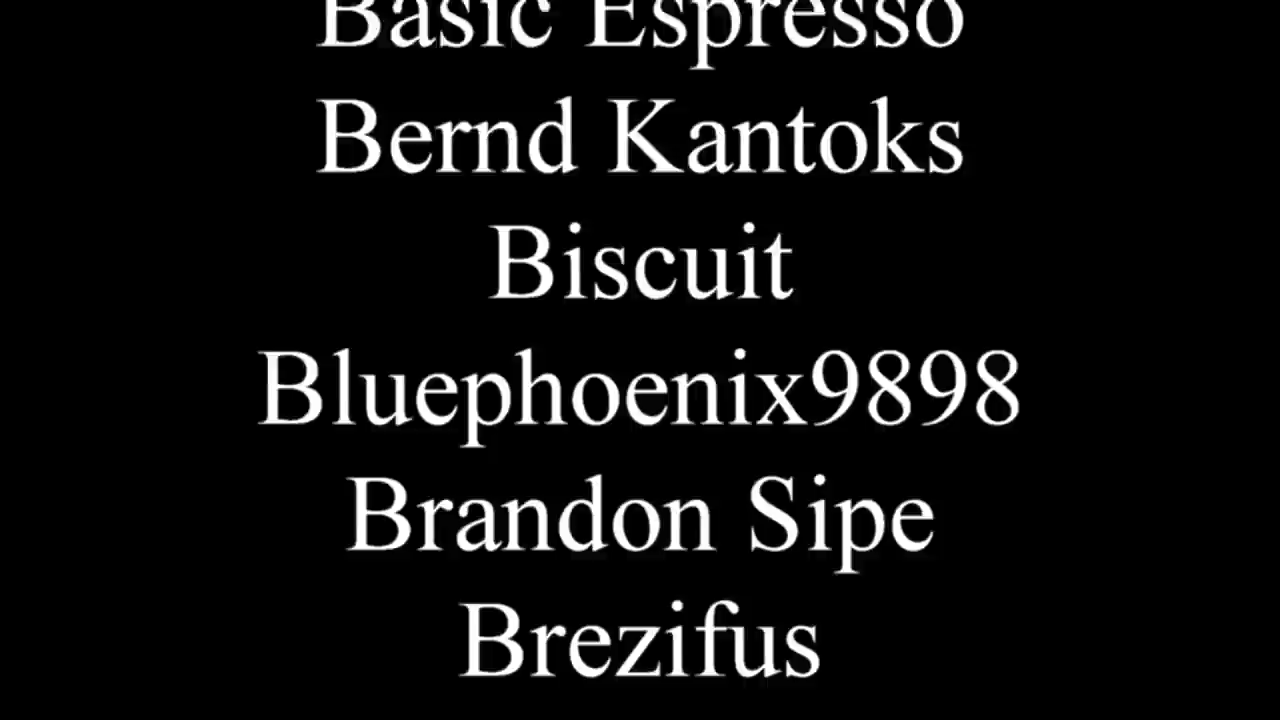 Basic Espresso
Bernd Kantoks
Biscuit
Bluephoenix9898
Brandon Sipe
Brezifus